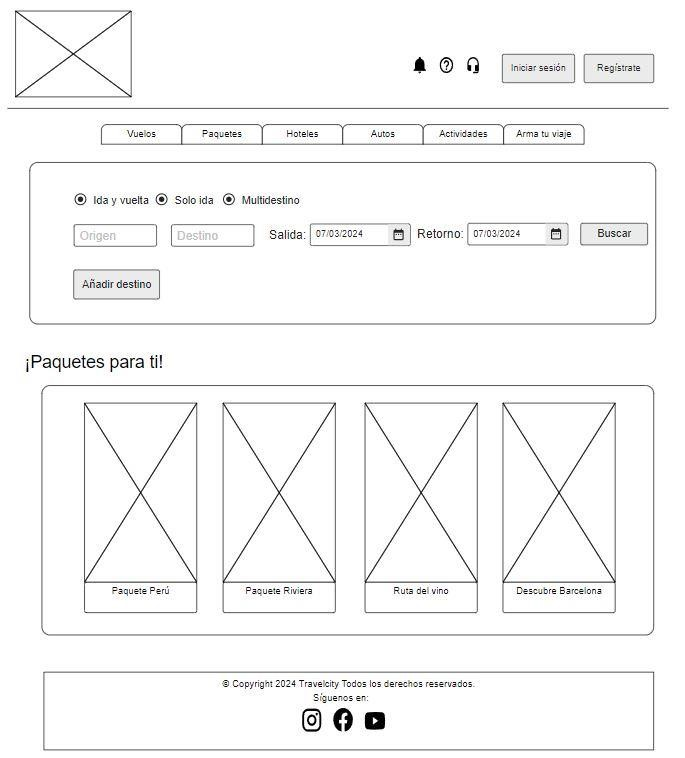 Iniciar sesión Regístrate
Vuelos Paquetes Hoteles Autos Actividades Arma tu viaje
Ida y vuelta Solo ida Multidestino
Origen Destino Salida: 07/03/2024 Retorno: 07/03/2024 Buscar
Añadir destino
¡Paquetes para ti!
Paquete Perú Paquete Riviera Ruta del vino Descubre Barcelona
© Copyright 2024 Travelcity Todos los derechos reservados.
Síguenos en: